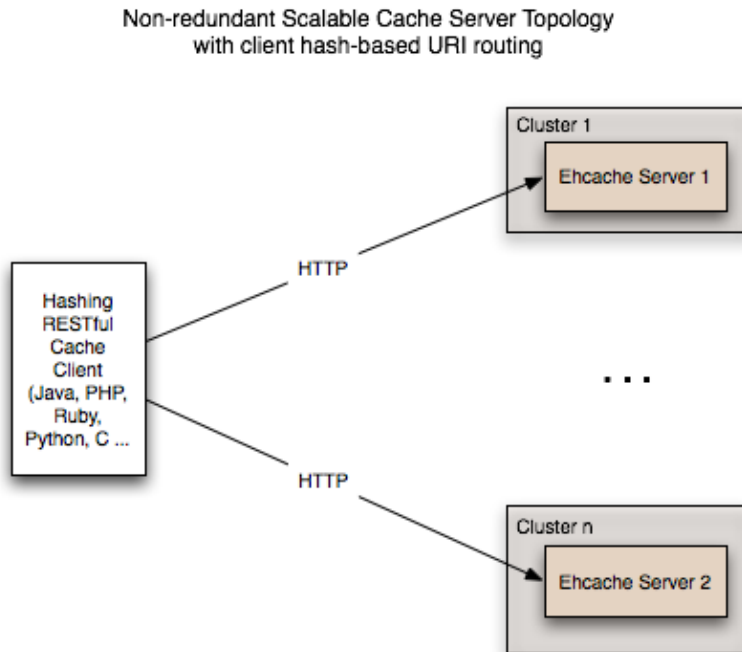 Non-redundant Scalable Cache Server Topology
with client hash-based URI routing
Cluster 1
Ehcache Server 1
HTTP
Hashing
RESTful
Cache
Client
(Java, PHP,
Ruby,
Python, C ...
...
HTTP
Cluster n
Ehcache Server 2